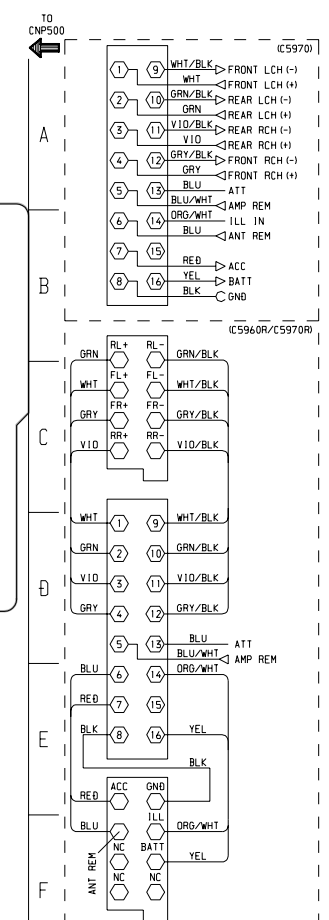 TO
CNP500
(C5970)
1 9 WHT/BLK FRONT LCH (-)
WHT FRONT LCH (+)
2 10 GRN/BLK REAR LCH (-)
GRN REAR LCH (+)
A
3 11 VIO/BLK REAR RCH (-)
VIO REAR RCH (+)
4 12 GRY/BLK FRONT RCH (-)
GRY FRONT RCH (+)
5 13 BLU ATT
BLU/WHT AMP REM
6 14 ORG/WHT ILL IN
BLU ANT REM
7 15
RED ACC
B
8 16 YEL BATT
BLK GND
(C5960R/C5970R)
RL+ RL-
GRN GRN/BLK
FL+ FL-
WHT WHT/BLK
FR+ FR-
GRY GRY/BLK
C
RR+ RR-
VIO VIO/BLK
WHT 1 9 WHT/BLK
GRN 2 10 GRN/BLK
VIO 3 11 VIO/BLK
D
GRY 4 12 GRY/BLK
5 13 BLU ATT
BLU/WHT AMP REM
BLU 6 14 ORG/WHT
RED 7 15
E
BLK 8 16 YEL
BLK
ACC GND
RED
ILL
BLU ORG/WHT
NC BATT
YEL
ANT REM
NC NC
F